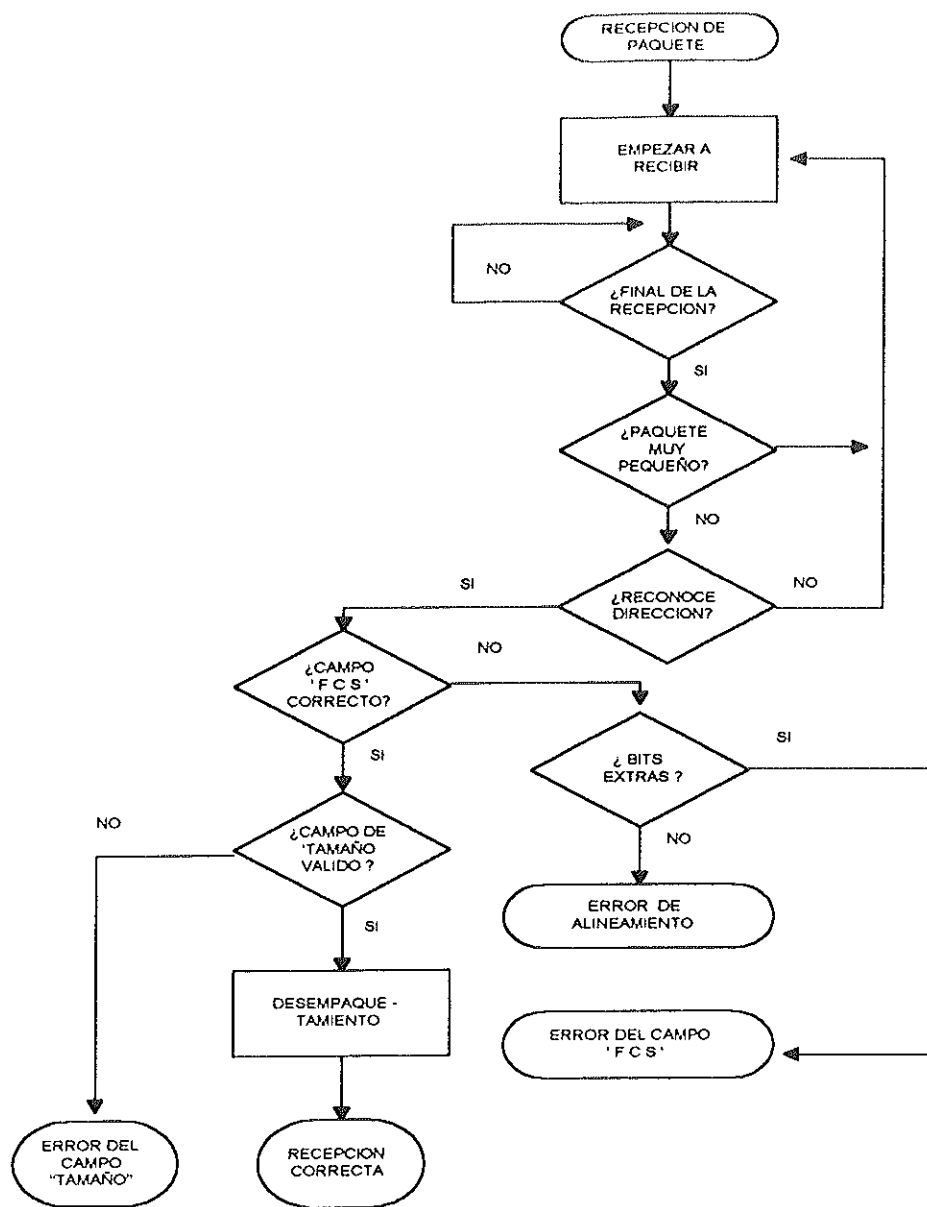 RECEPCION DE
PAQUETE
EMPEZAR A
RECIBIR
NO
¿FINAL DE LA
RECEPCION?
SI
¿PAQUETE
MUY
PEQUEÑO?
NO
SI
¿RECONOCE
DIRECCION?
NO
¿CAMPO
' F C S '
CORRECTO?
NO
SI
¿ BITS
EXTRAS ?
SI
NO
¿CAMPO DE
'TAMAÑO
VALIDO ?
NO
SI
ERROR DE
ALINEAMIENTO
DESEMPAQUE -
TAMIENTO
ERROR DEL CAMPO
' F C S '
ERROR DEL
CAMPO
"TAMAÑO"
RECEPCION
CORRECTA